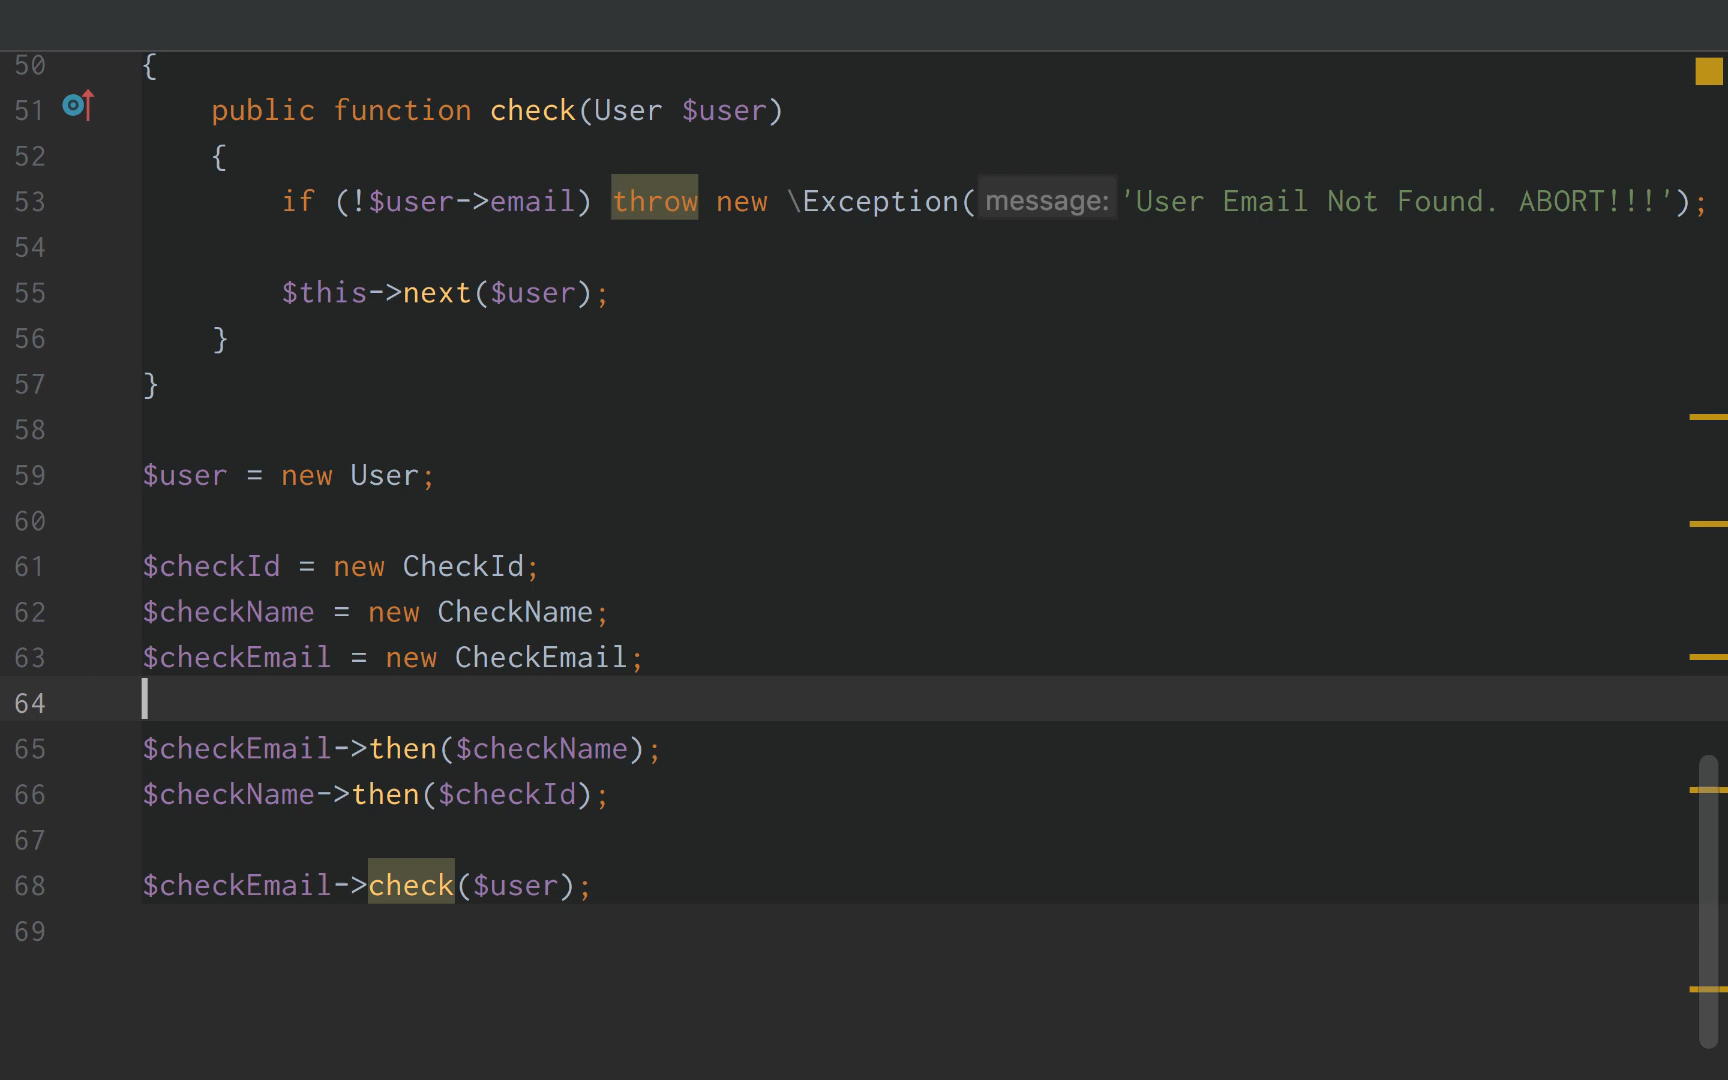 50 {
51 public function check(User $user)
52 {
53 if (!$user->email) throw new \Exception( message: 'User Email Not Found. ABORT!!!');
54
55 $this->next($user);
56 }
57 }
58
59 $user = new User;
60
61 $checkId = new CheckId;
62 $checkName = new CheckName;
63 $checkEmail = new CheckEmail;
64
65 $checkEmail->then($checkName);
66 $checkName->then($checkId);
67
68 $checkEmail->check($user);
69